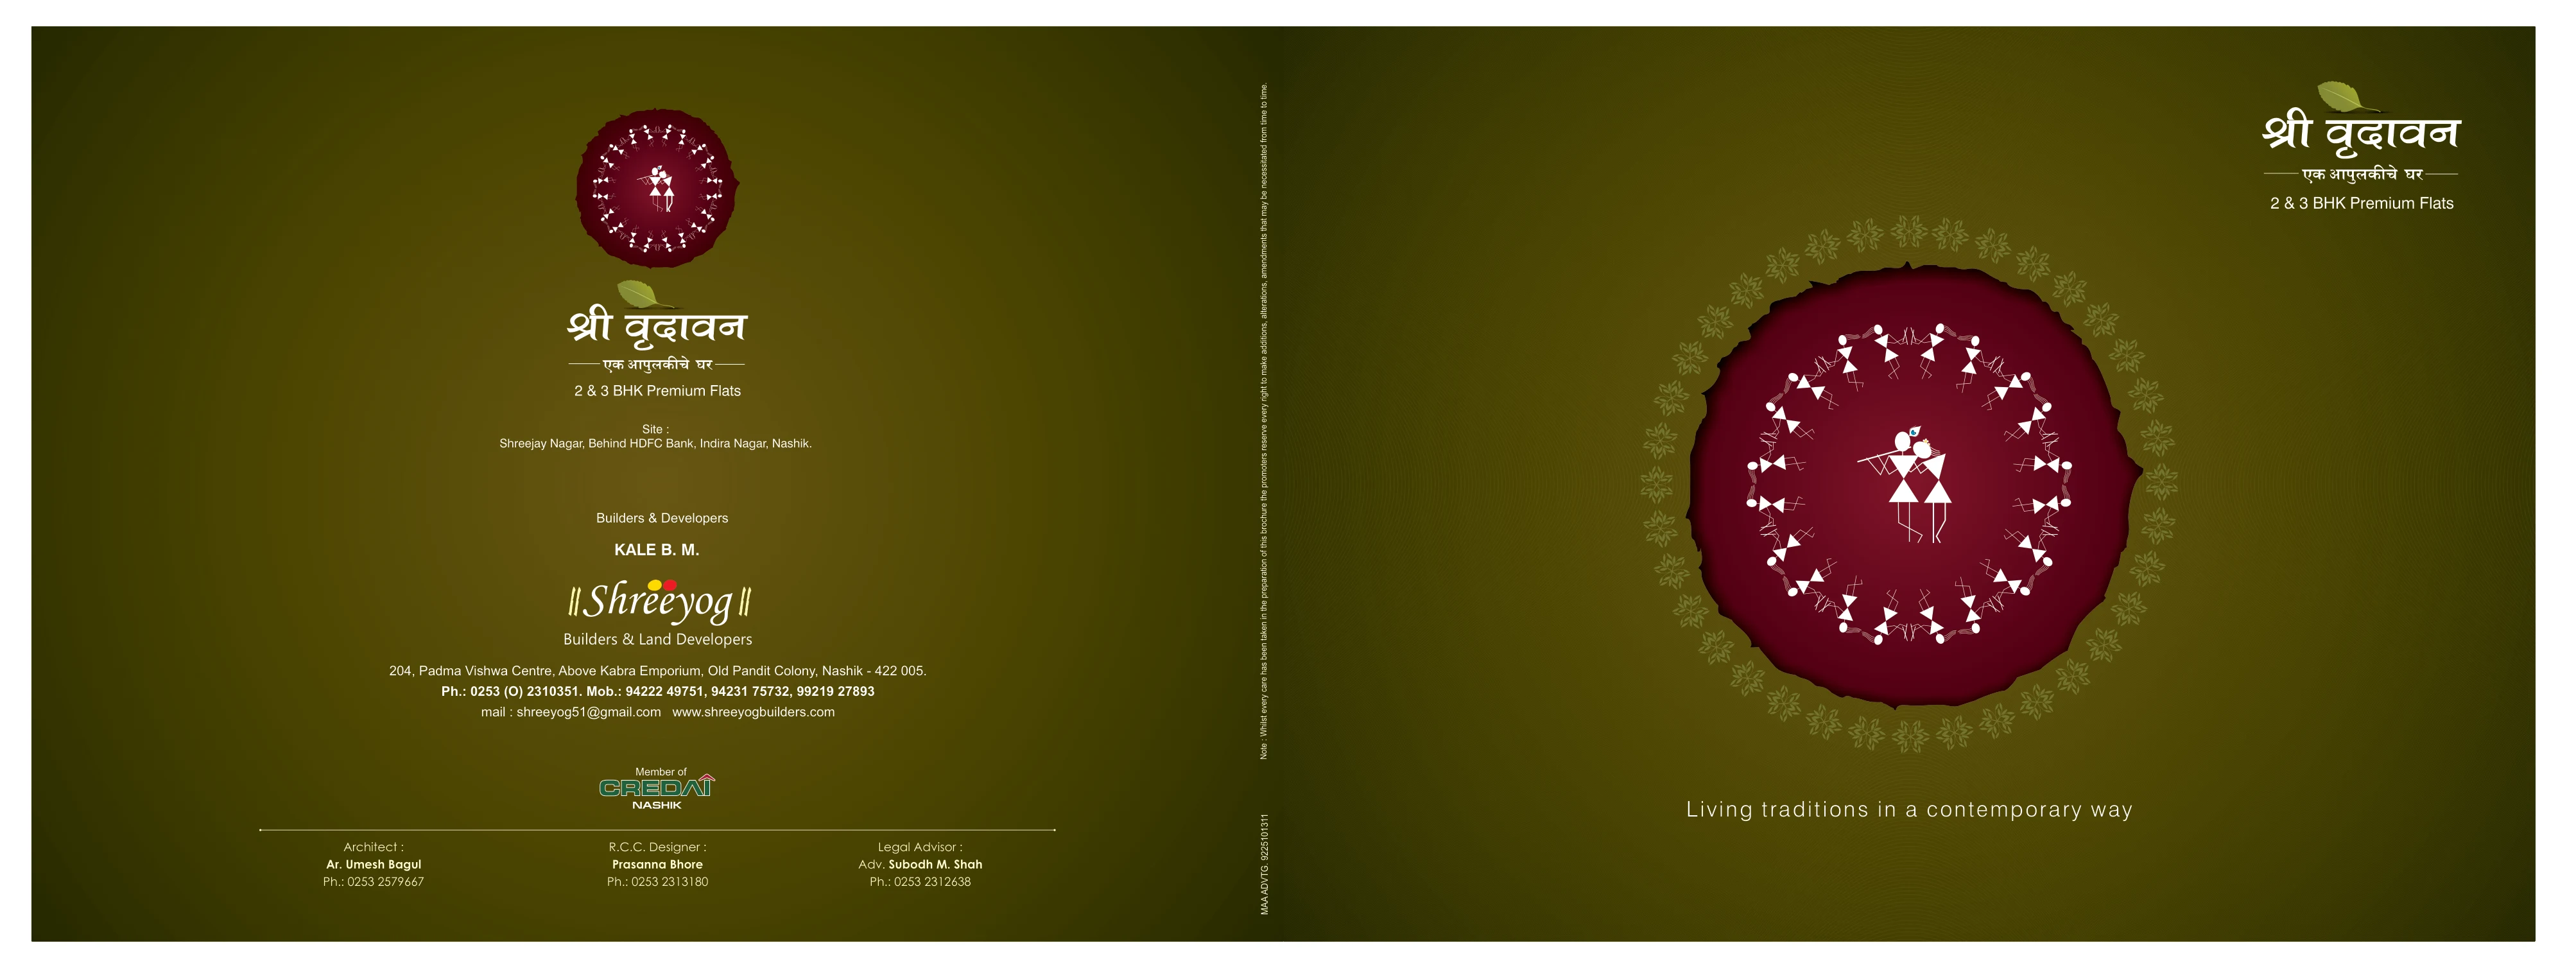 श्री वृदावन
एक आपुलकीचे घर
2 & 3 BHK Premium Flats
Site :
Shreejay Nagar, Behind HDFC Bank, Indira Nagar, Nashik.
Builders & Developers
KALE B. M.
|| Shreeyog ||
Builders & Land Developers
204, Padma Vishwa Centre, Above Kabra Emporium, Old Pandit Colony, Nashik - 422 005.
Ph.: 0253 (O) 2310351. Mob.: 94222 49751, 94231 75732, 99219 27893
mail : shreeyog51@gmail.com www.shreeyogbuilders.com
Member of
CREDAI
NASHIK
Architect :
Ar. Umesh Bagul
Ph.: 0253 2579667
R.C.C. Designer :
Prasanna Bhore
Ph.: 0253 2313180
Legal Advisor :
Adv. Subodh M. Shah
Ph.: 0253 2312638
Note : Whilst every care has been taken in the preparation of this brochure the promoters reserve every right to make additions, alterations, amendments that may be necesitated from time to time.
MAA ADVTG. 9225101311
श्री वृदावन
एक आपुलकीचे घर
2 & 3 BHK Premium Flats
Living traditions in a contemporary way